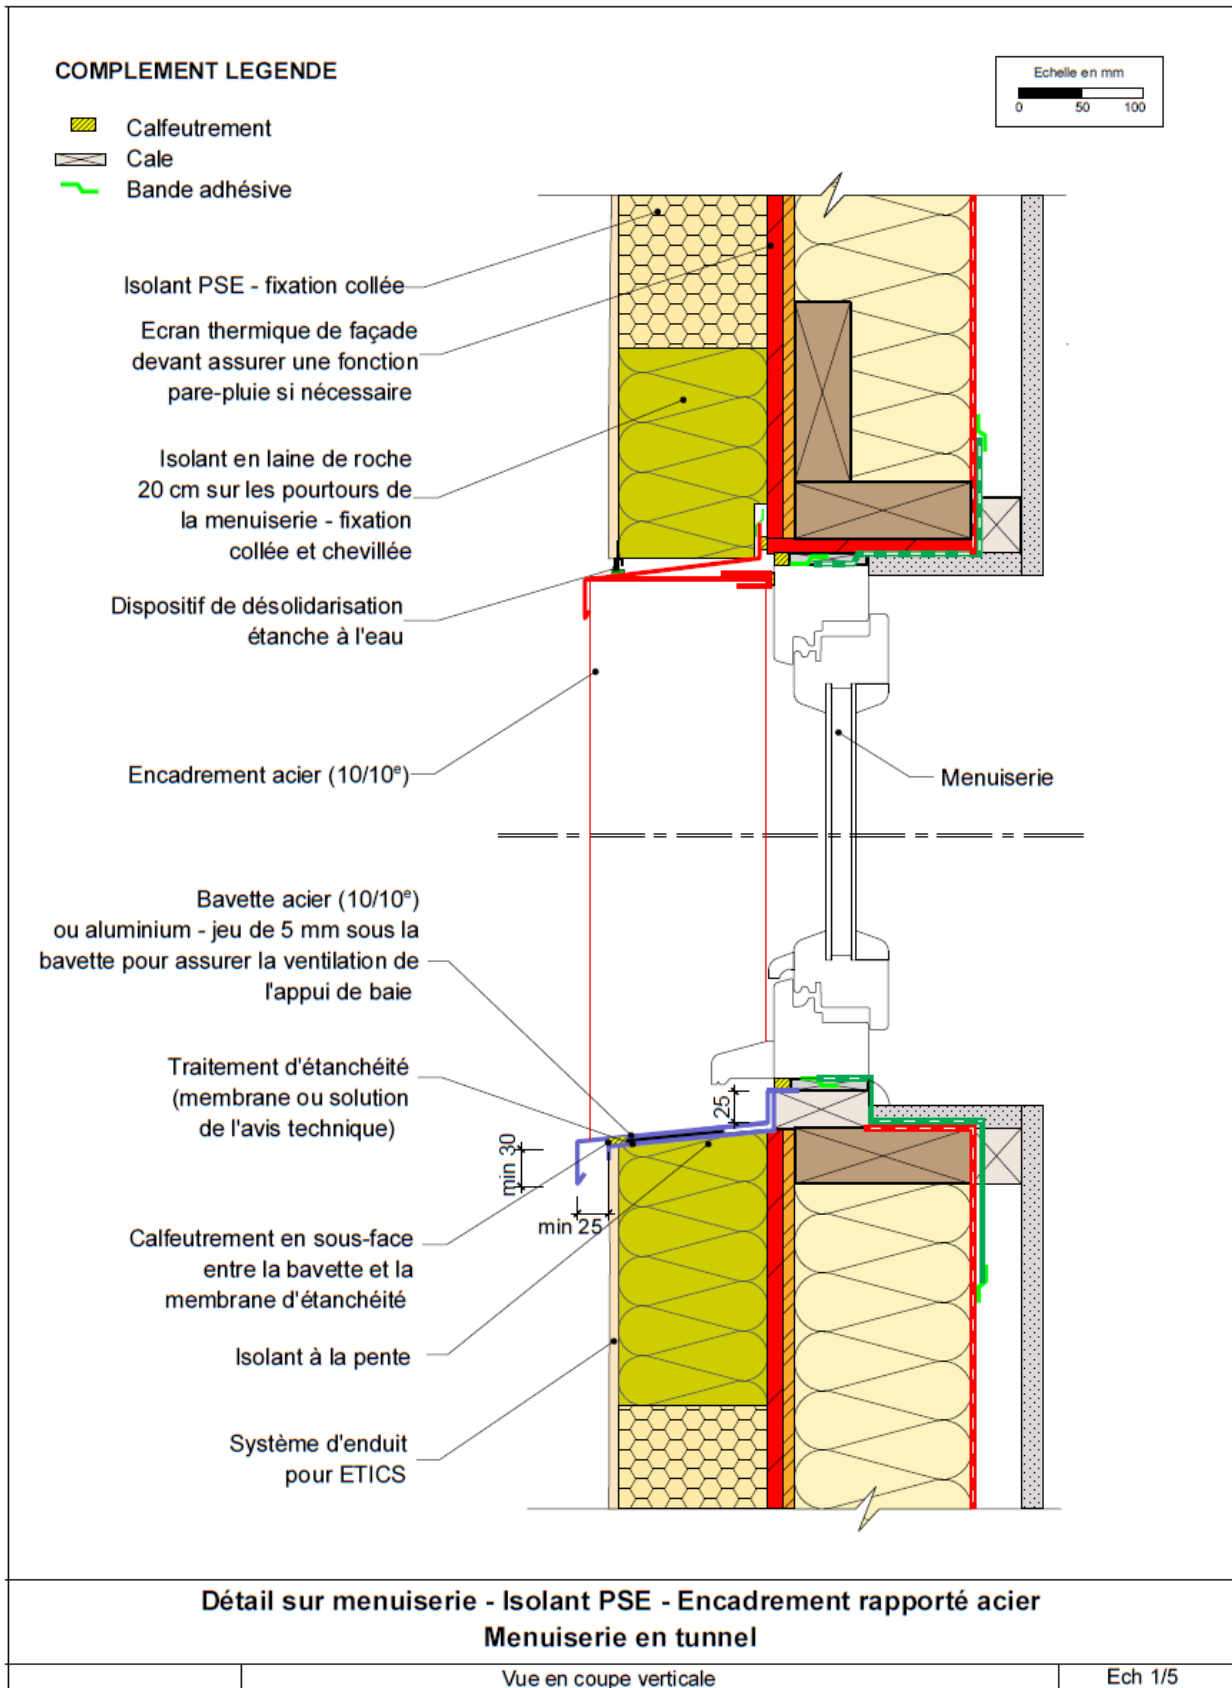 COMPLEMENT LEGENDE
Echelle en mm
0 50 100
Calfeutrement
Cale
Bande adhésive
Isolant PSE - fixation collée
Ecran thermique de façade
devant assurer une fonction
pare-pluie si nécessaire
Isolant en laine de roche
20 cm sur les pourtours de
la menuiserie - fixation
collée et chevillée
Dispositif de désolidarisation
étanche à l'eau
Encadrement acier (10/10ᵉ)
Menuiserie
Bavette acier (10/10ᵉ)
ou aluminium - jeu de 5 mm sous la
bavette pour assurer la ventilation de
l'appui de baie
Traitement d'étanchéité
(membrane ou solution
de l'avis technique)
25
min 30
min 25
Calfeutrement en sous-face
entre la bavette et la
membrane d'étanchéité
Isolant à la pente
Système d'enduit
pour ETICS
Détail sur menuiserie - Isolant PSE - Encadrement rapporté acier
Menuiserie en tunnel
Vue en coupe verticale
Ech 1/5